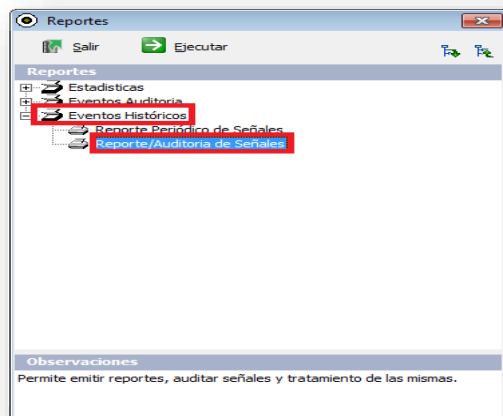 Reportes
Salir Ejecutar
Reportes
Estadisticas
Eventos Auditoria
Eventos Históricos
Reporte Periódico de Señales
Reporte/Auditoria de Señales
Observaciones
Permite emitir reportes, auditar señales y tratamiento de las mismas.